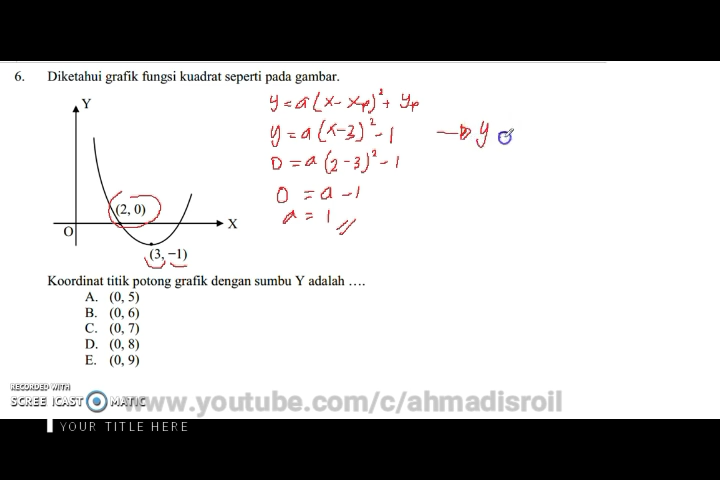 6. Diketahui grafik fungsi kuadrat seperti pada gambar.
Y
(2, 0)
O
X
(3, −1)
y = a(x - xp)² + yp
y = a(x-3)² - 1 → y
0 = a(2-3)² - 1
0 = a - 1
a = 1 //
Koordinat titik potong grafik dengan sumbu Y adalah ….
A. (0, 5)
B. (0, 6)
C. (0, 7)
D. (0, 8)
E. (0, 9)
RECORDED WITH
SCREENCAST MATIC
www.youtube.com/c/ahmadisroil
YOUR TITLE HERE